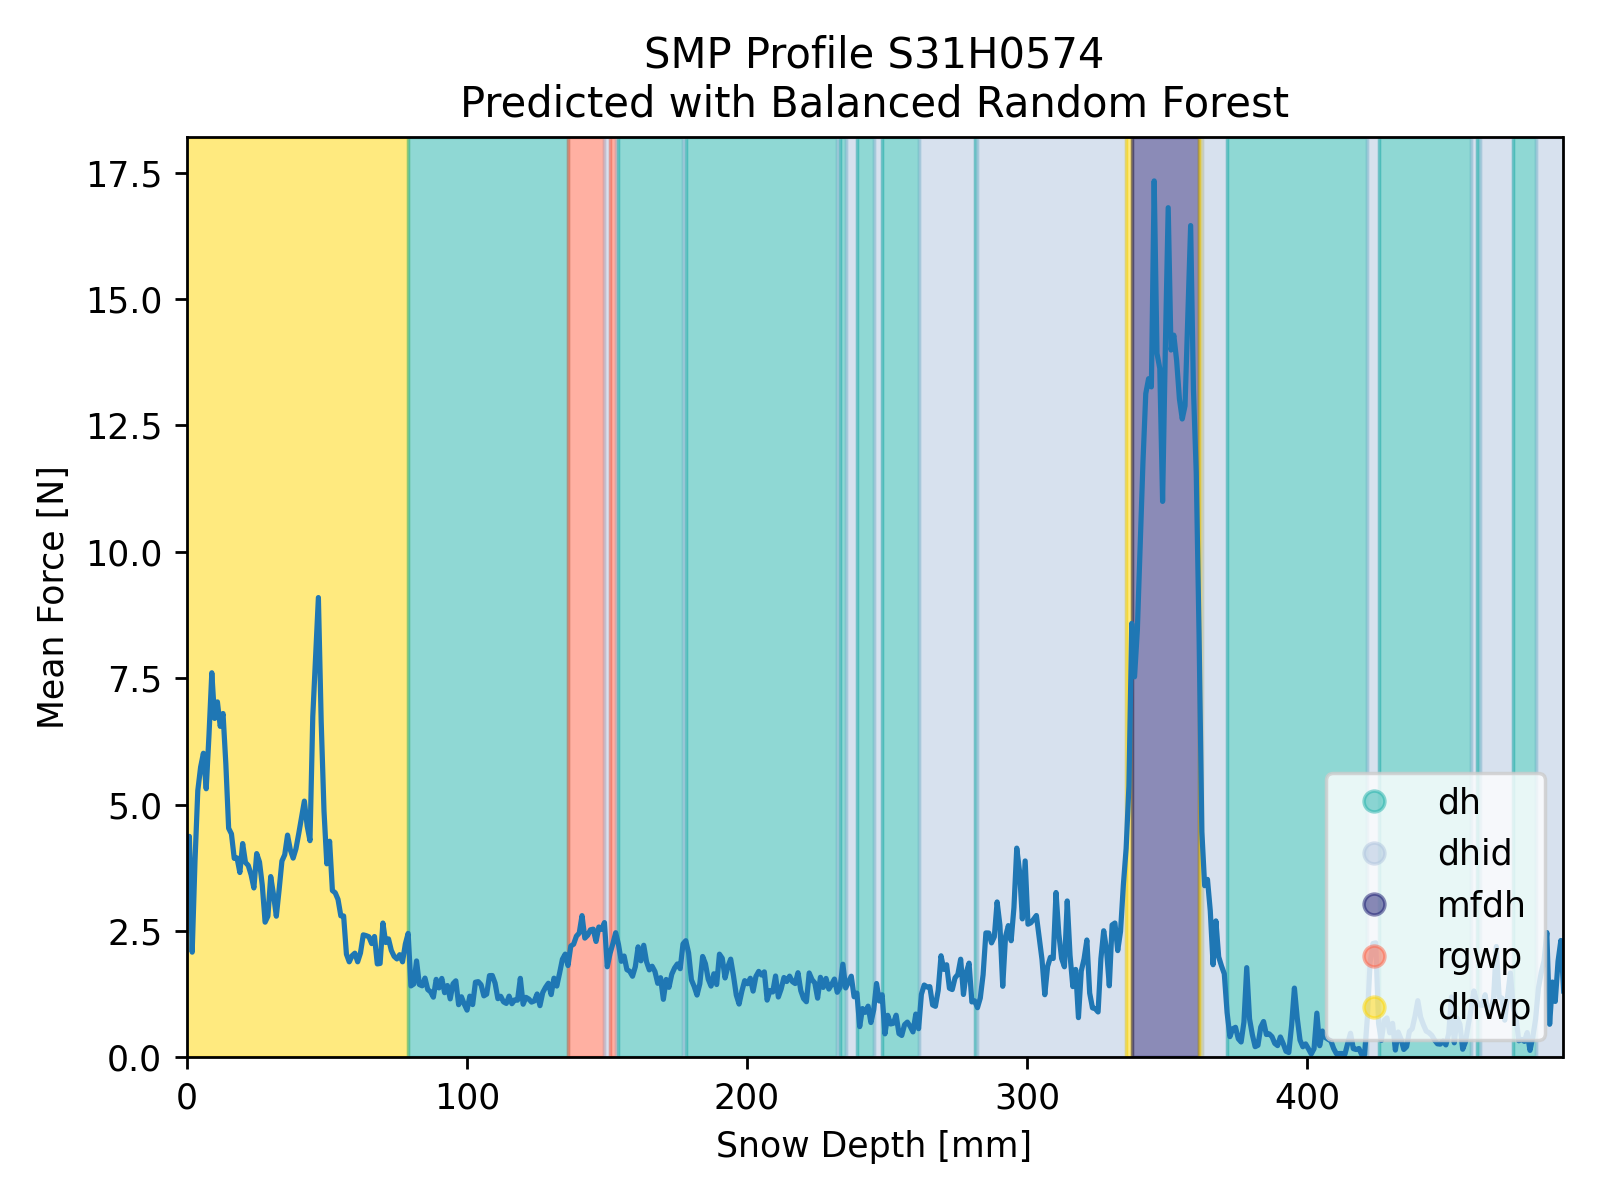 SMP Profile S31H0574
Predicted with Balanced Random Forest
Mean Force [N]
17.5
15.0
12.5
10.0
7.5
5.0
2.5
0.0
0 100 200 300 400
Snow Depth [mm]
dh
dhid
mfdh
rgwp
dhwp